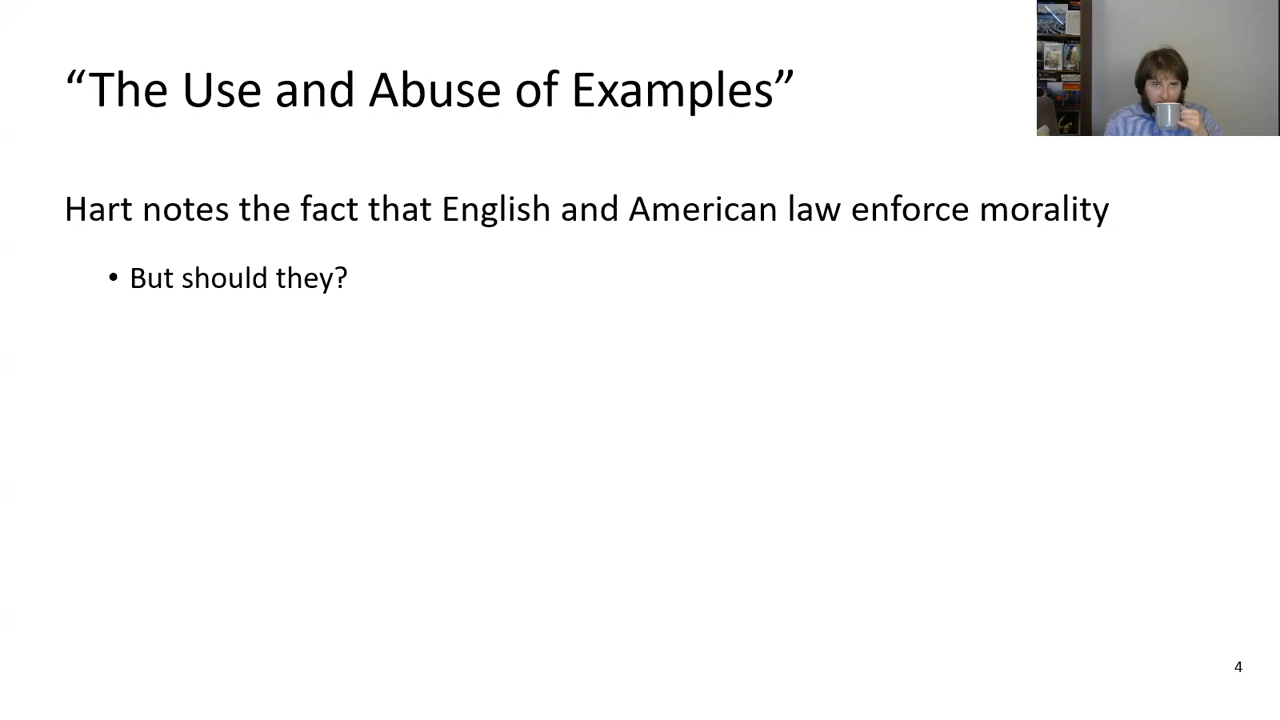 “The Use and Abuse of Examples”
Hart notes the fact that English and American law enforce morality
• But should they?
4